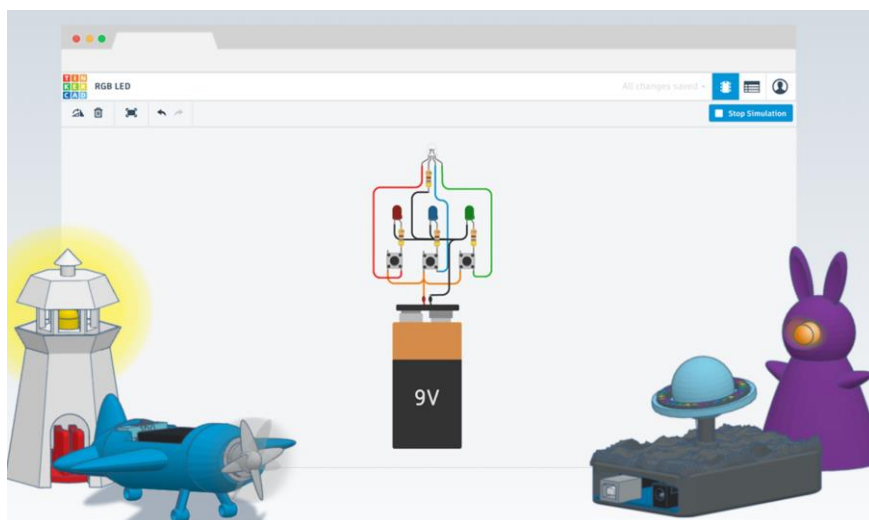 TIN
KER
CAD
RGB LED
All changes saved
Stop Simulation
9V